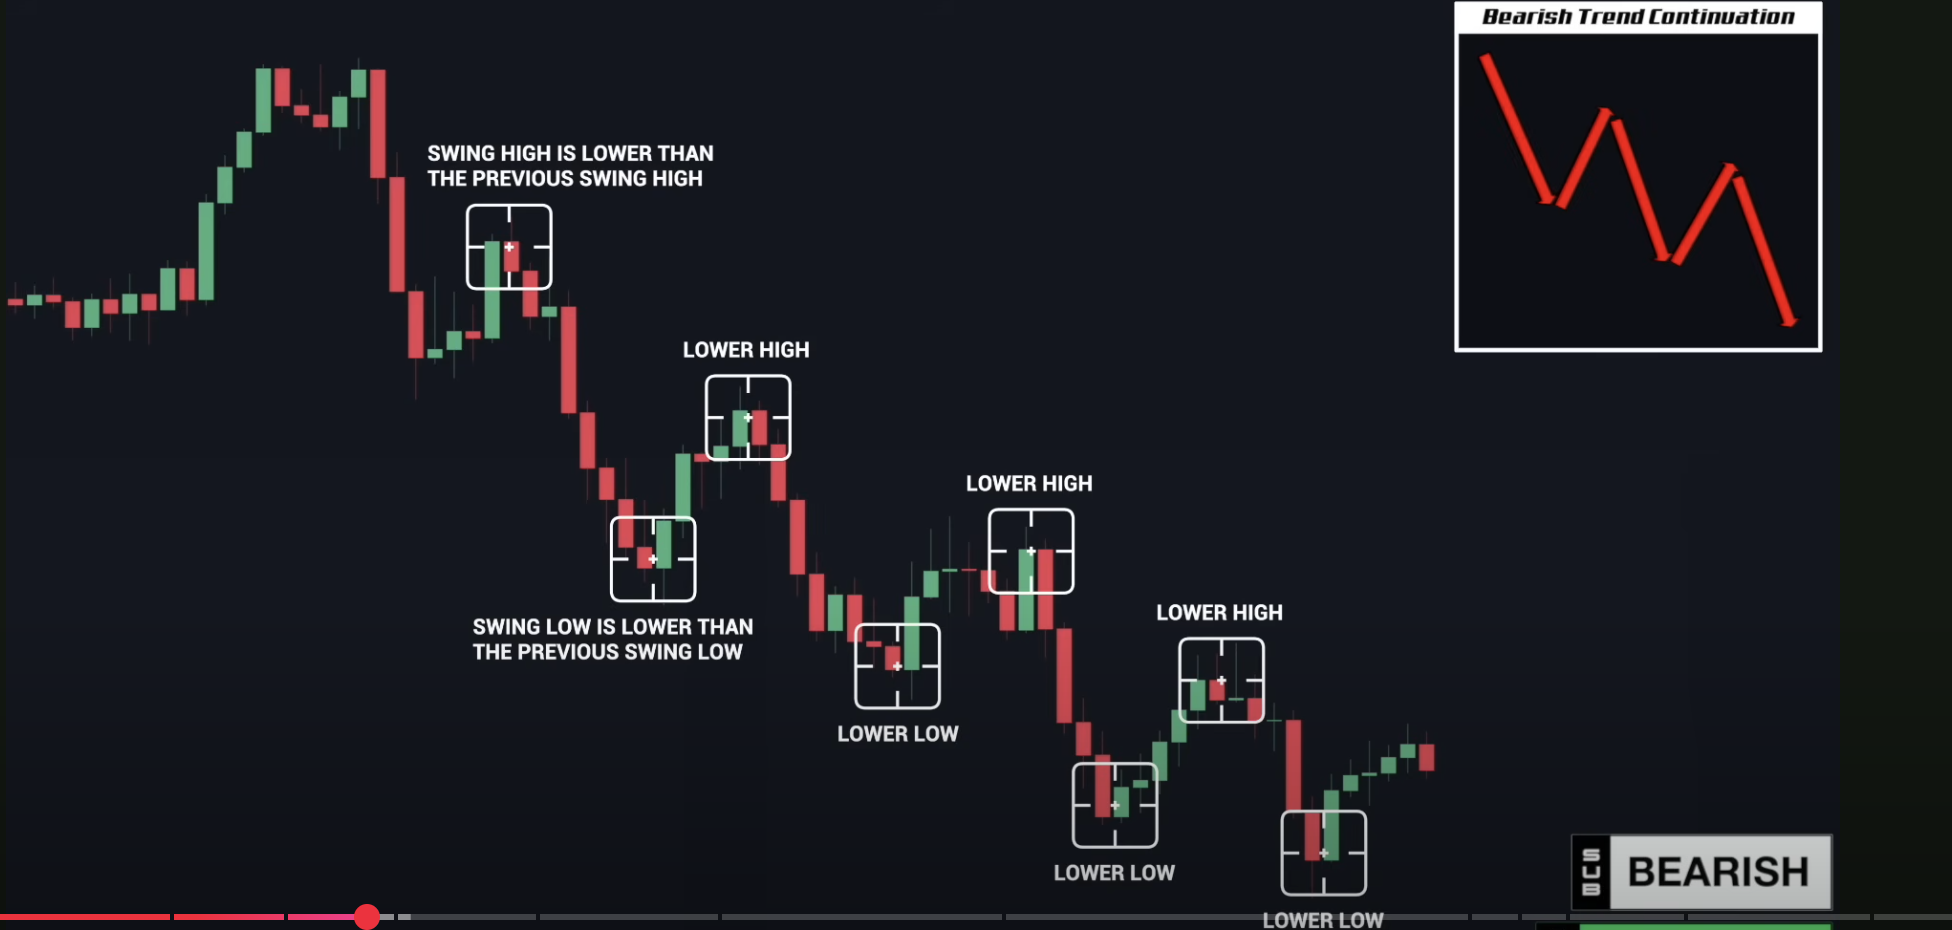 Bearish Trend Continuation
SWING HIGH IS LOWER THAN
THE PREVIOUS SWING HIGH
LOWER HIGH
LOWER HIGH
LOWER HIGH
SWING LOW IS LOWER THAN
THE PREVIOUS SWING LOW
LOWER LOW
LOWER LOW
LOWER LOW
SUB
BEARISH